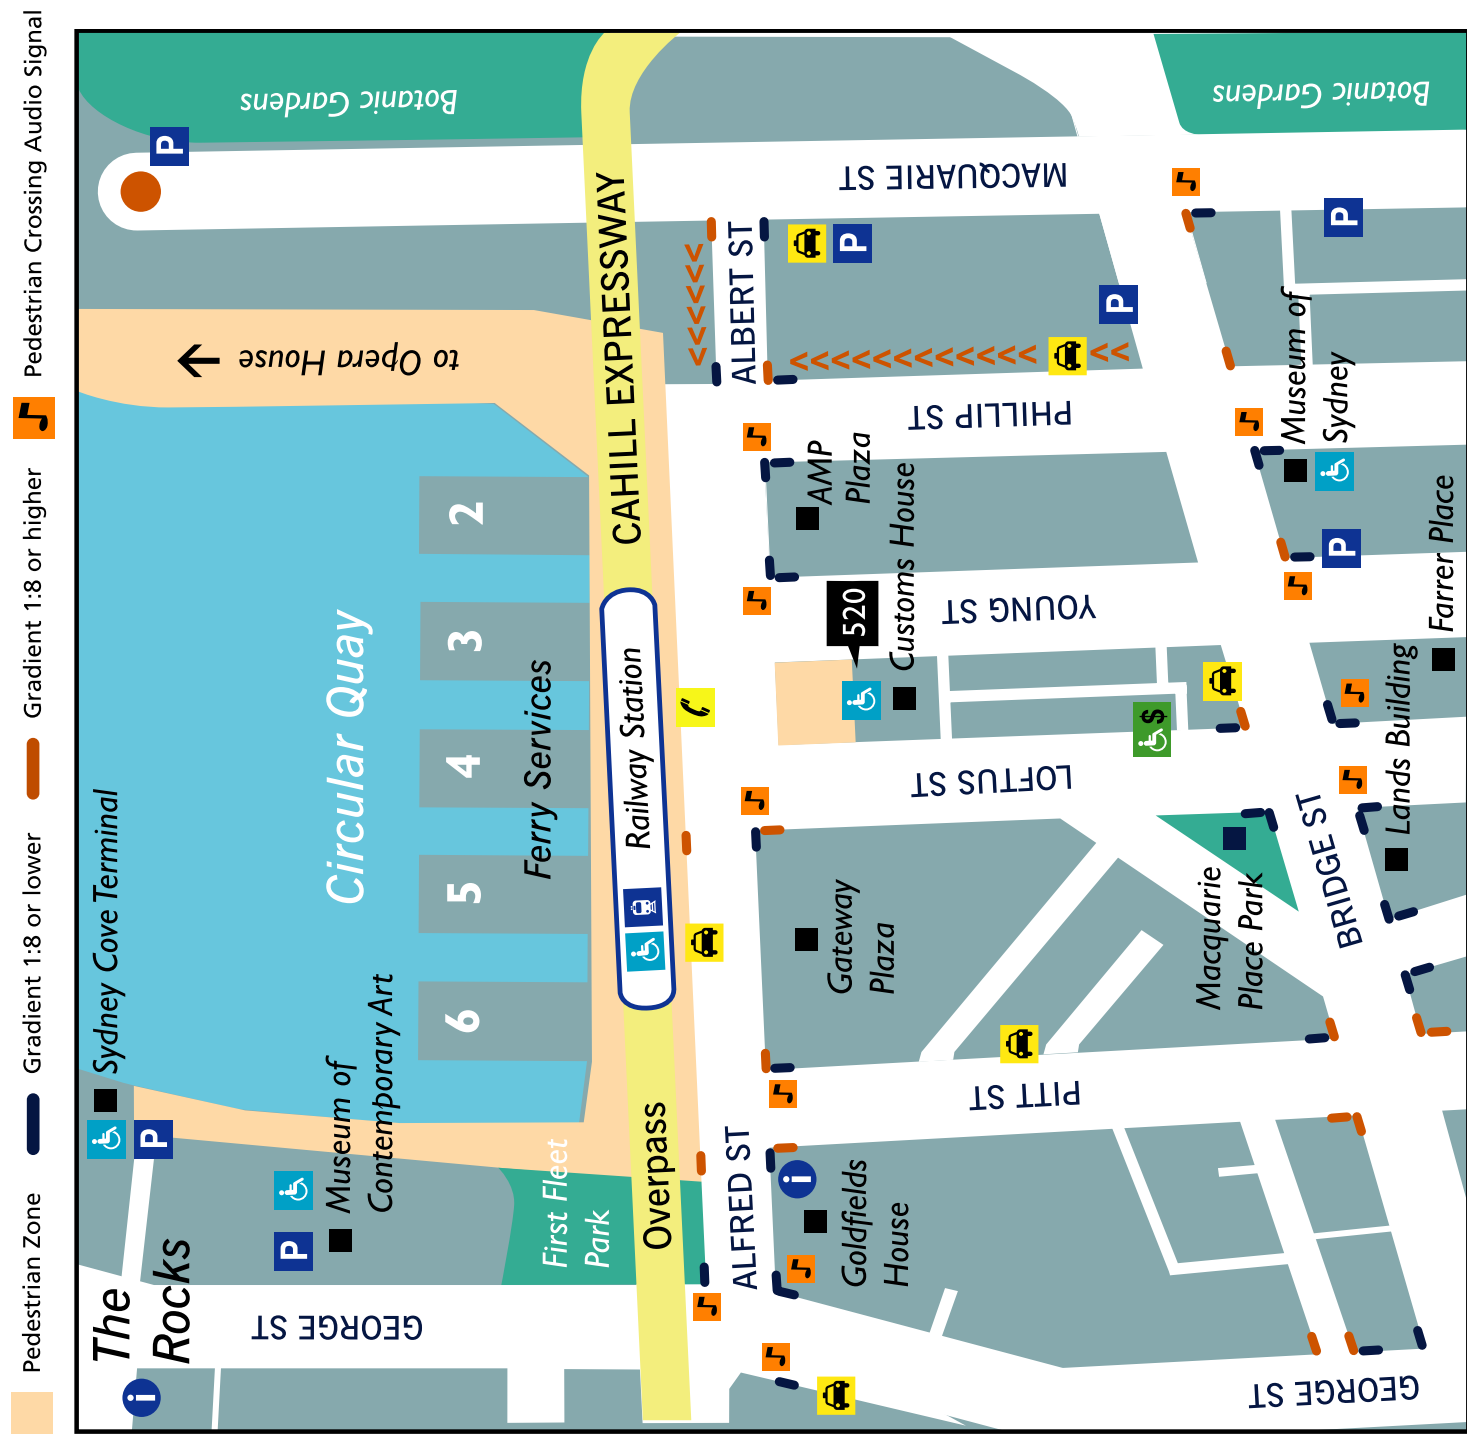 Pedestrian Zone
Gradient 1:8 or lower
Gradient 1:8 or higher
Pedestrian Crossing Audio Signal
The
Rocks
i
GEORGE ST
P
Sydney Cove Terminal
P
Museum of
Contemporary Art
First Fleet
Park
Circular Quay
6
5
4
3
2
Ferry Services
to Opera House
Botanic Gardens
P
Overpass
Railway Station
CAHILL EXPRESSWAY
ALFRED ST
ALBERT ST
MACQUARIE ST
i
Goldfields
House
Gateway
Plaza
520
Customs House
AMP
Plaza
P
P
PITT ST
LOFTUS ST
YOUNG ST
PHILLIP ST
$
Macquarie
Place Park
BRIDGE ST
Lands Building
Farrer Place
P
Museum of
Sydney
P
Botanic Gardens
GEORGE ST